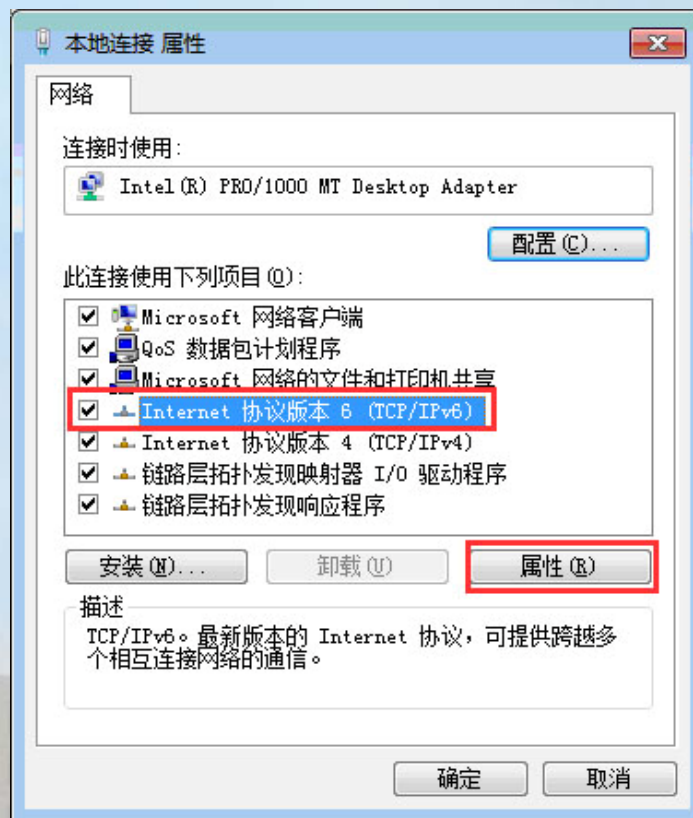 本地连接 属性
网络
连接时使用:
Intel(R) PRO/1000 MT Desktop Adapter
配置(C)...
此连接使用下列项目(O):
Microsoft 网络客户端
QoS 数据包计划程序
Microsoft 网络的文件和打印机共享
Internet 协议版本 6 (TCP/IPv6)
Internet 协议版本 4 (TCP/IPv4)
链路层拓扑发现映射器 I/O 驱动程序
链路层拓扑发现响应程序
安装(N)... 卸载(U) 属性(R)
描述
TCP/IPv6。最新版本的 Internet 协议，可提供跨越多
个相互连接网络的通信。
确定 取消